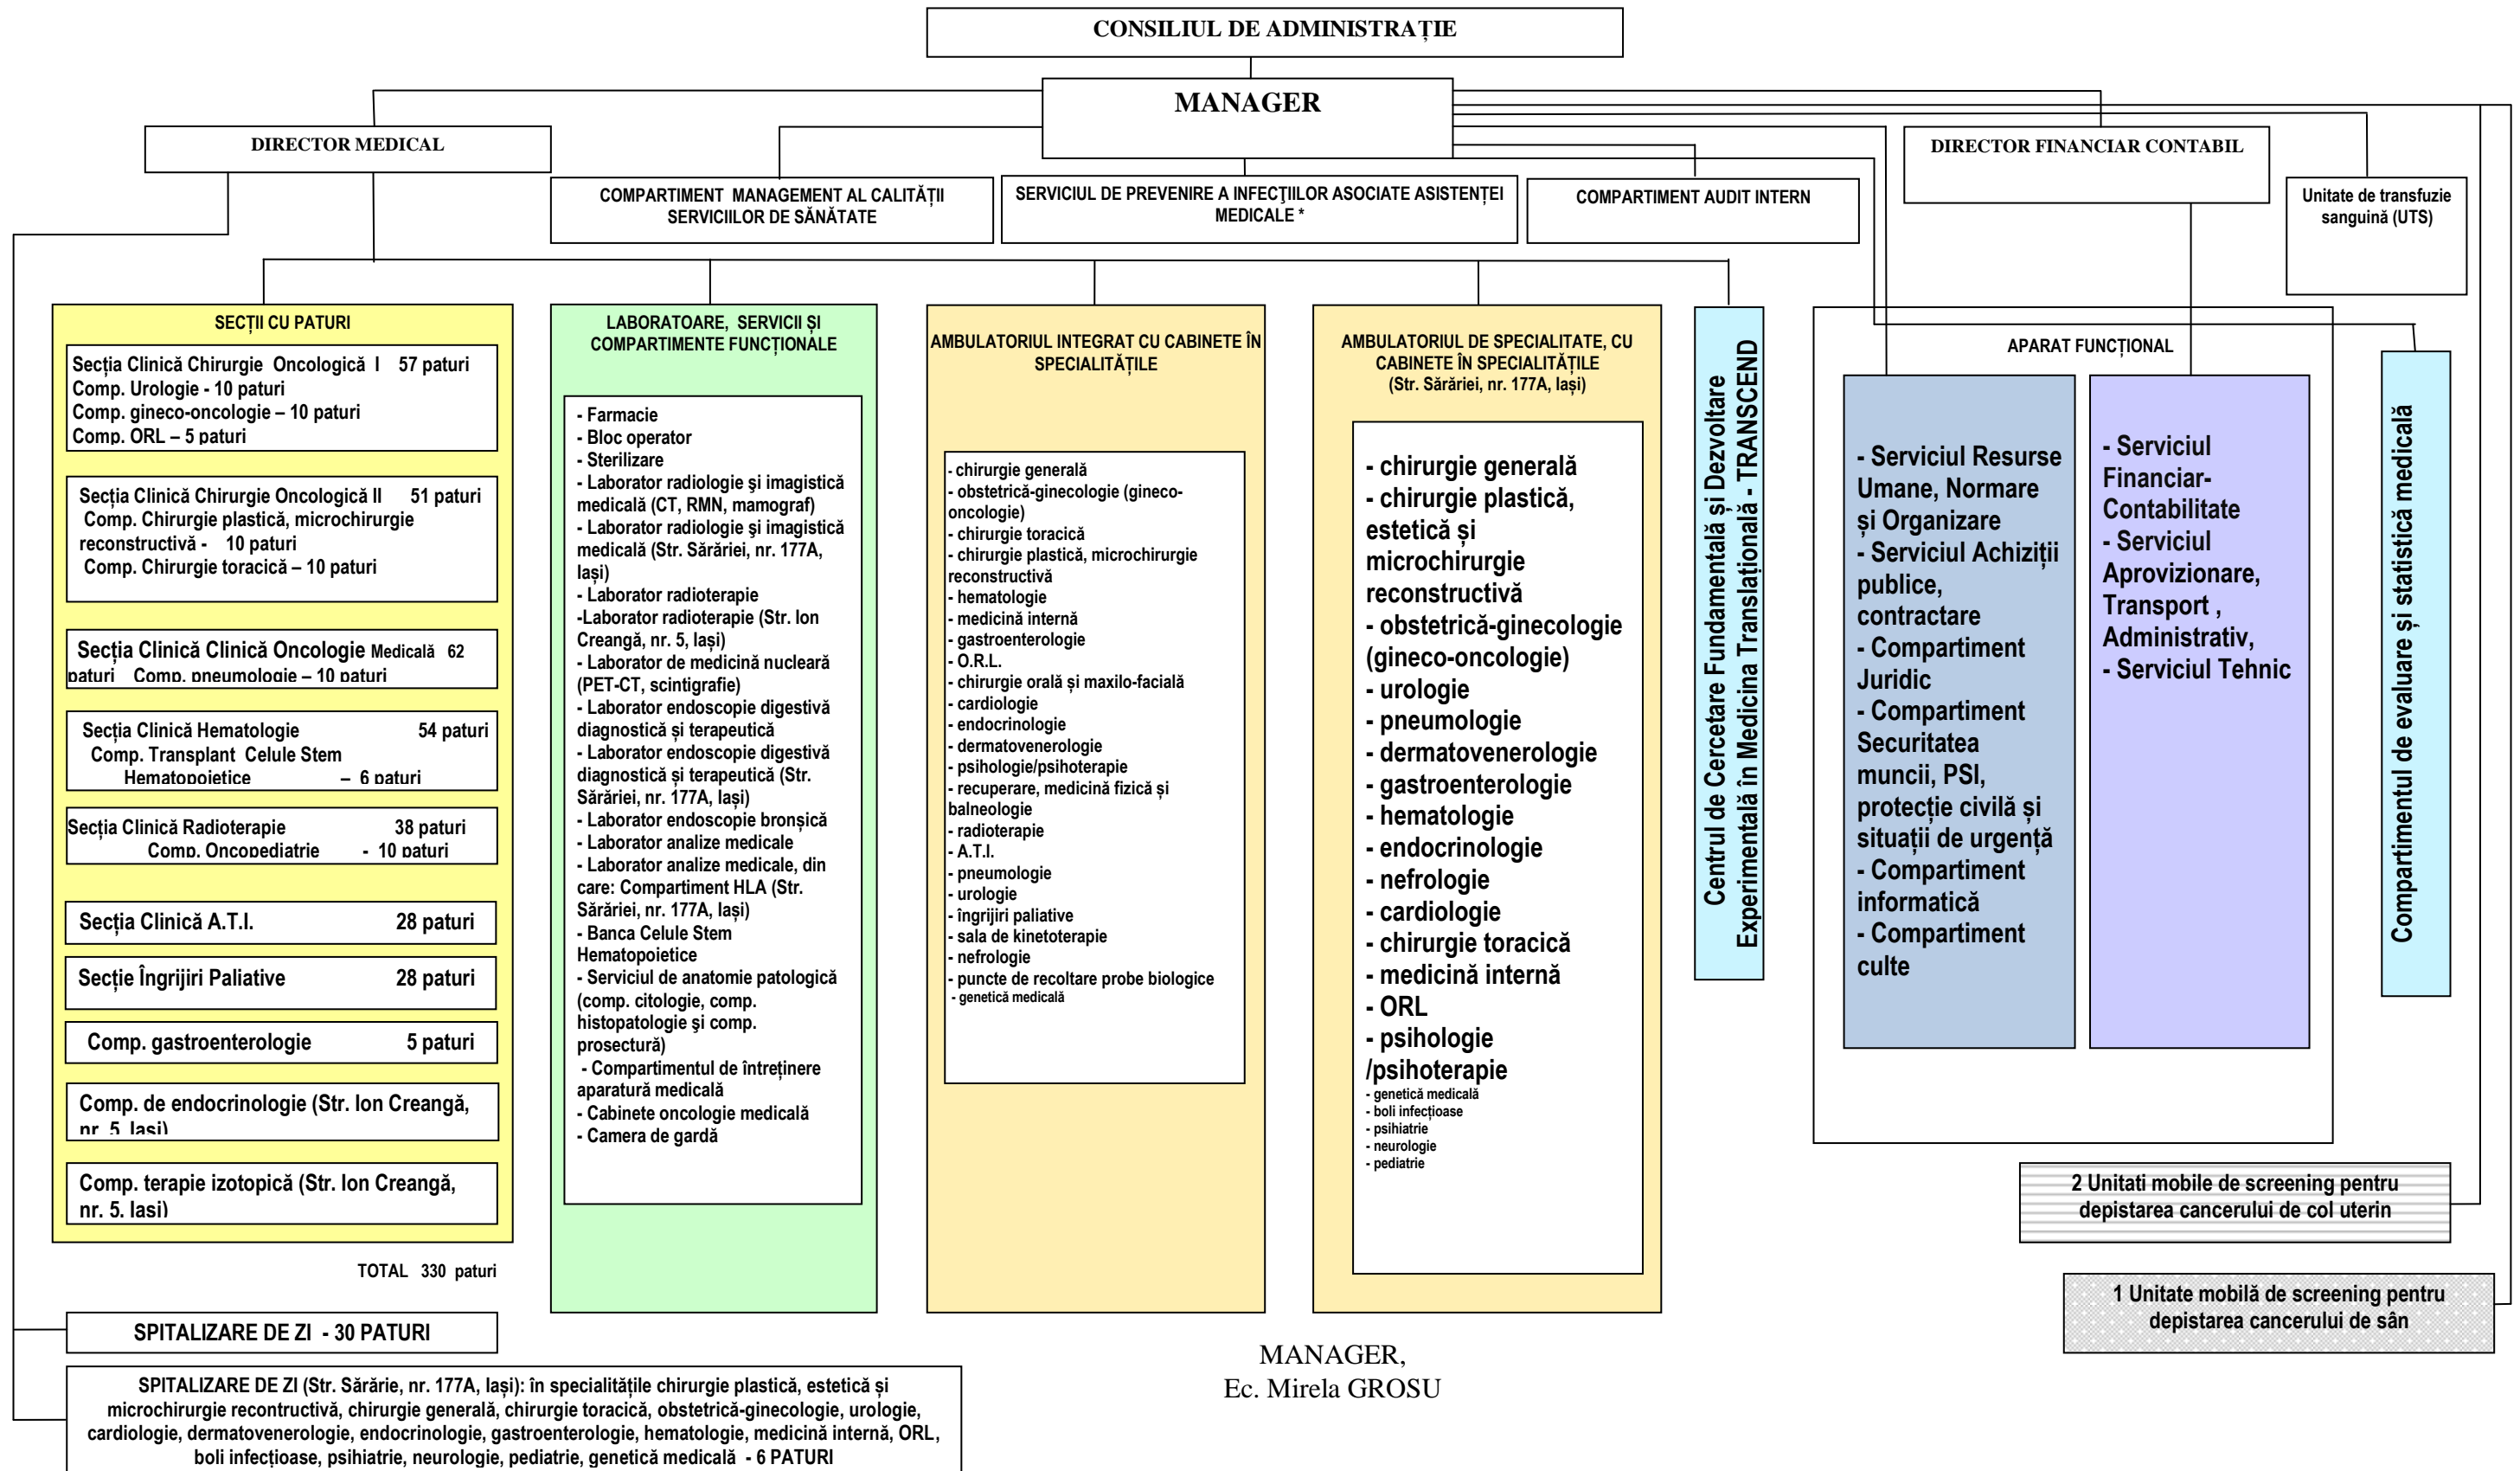 CONSILIUL DE ADMINISTRAȚIE
MANAGER
DIRECTOR MEDICAL
DIRECTOR FINANCIAR CONTABIL
COMPARTIMENT MANAGEMENT AL CALITĂȚII
SERVICIILOR DE SĂNĂTATE
SERVICIUL DE PREVENIRE A INFECŢIILOR ASOCIATE ASISTENȚEI
MEDICALE *
COMPARTIMENT AUDIT INTERN
Unitate de transfuzie
sanguină (UTS)
SECȚII CU PATURI
Secția Clinică Chirurgie Oncologică I 57 paturi
Comp. Urologie - 10 paturi
Comp. gineco-oncologie – 10 paturi
Comp. ORL – 5 paturi
Secția Clinică Chirurgie Oncologică II 51 paturi
Comp. Chirurgie plastică, microchirurgie
reconstructivă - 10 paturi
Comp. Chirurgie toracică – 10 paturi
Secția Clinică Clinică Oncologie Medicală 62
paturi Comp. pneumologie – 10 paturi
Secția Clinică Hematologie 54 paturi
Comp. Transplant Celule Stem
Hematopoietice – 6 paturi
Secția Clinică Radioterapie 38 paturi
Comp. Oncopediatrie - 10 paturi
Secția Clinică A.T.I. 28 paturi
Secție Îngrijiri Paliative 28 paturi
Comp. gastroenterologie 5 paturi
Comp. de endocrinologie (Str. Ion Creangă,
nr. 5, Iasi)
Comp. terapie izotopică (Str. Ion Creangă,
nr. 5, Iasi)
TOTAL 330 paturi
SPITALIZARE DE ZI - 30 PATURI
SPITALIZARE DE ZI (Str. Sărărie, nr. 177A, Iași): în specialitățile chirurgie plastică, estetică și
microchirurgie recontructivă, chirurgie generală, chirurgie toracică, obstetrică-ginecologie, urologie,
cardiologie, dermatovenerologie, endocrinologie, gastroenterologie, hematologie, medicină internă, ORL,
boli infecțioase, psihiatrie, neurologie, pediatrie, genetică medicală - 6 PATURI
LABORATOARE, SERVICII ȘI
COMPARTIMENTE FUNCȚIONALE
- Farmacie
- Bloc operator
- Sterilizare
- Laborator radiologie şi imagistică
medicală (CT, RMN, mamograf)
- Laborator radiologie şi imagistică
medicală (Str. Sărăriei, nr. 177A,
Iași)
- Laborator radioterapie
-Laborator radioterapie (Str. Ion
Creangă, nr. 5, Iași)
- Laborator de medicină nucleară
(PET-CT, scintigrafie)
- Laborator endoscopie digestivă
diagnostică și terapeutică
- Laborator endoscopie digestivă
diagnostică și terapeutică (Str.
Sărăriei, nr. 177A, Iași)
- Laborator endoscopie bronșică
- Laborator analize medicale
- Laborator analize medicale, din
care: Compartiment HLA (Str.
Sărăriei, nr. 177A, Iași)
- Banca Celule Stem
Hematopoietice
- Serviciul de anatomie patologică
(comp. citologie, comp.
histopatologie şi comp.
prosectură)
- Compartimentul de întreținere
aparatură medicală
- Cabinete oncologie medicală
- Camera de gardă
AMBULATORIUL INTEGRAT CU CABINETE ÎN
SPECIALITĂȚILE
- chirurgie generală
- obstetrică-ginecologie (gineco-
oncologie)
- chirurgie toracică
- chirurgie plastică, microchirurgie
reconstructivă
- hematologie
- medicină internă
- gastroenterologie
- O.R.L.
- chirurgie orală și maxilo-facială
- cardiologie
- endocrinologie
- dermatovenerologie
- psihologie/psihoterapie
- recuperare, medicină fizică și
balneologie
- radioterapie
- A.T.I.
- pneumologie
- urologie
- îngrijiri paliative
- sala de kinetoterapie
- nefrologie
- puncte de recoltare probe biologice
- genetică medicală
AMBULATORIUL DE SPECIALITATE, CU
CABINETE ÎN SPECIALITĂȚILE
(Str. Sărăriei, nr. 177A, Iași)
- chirurgie generală
- chirurgie plastică,
estetică și
microchirurgie
reconstructivă
- obstetrică-ginecologie
(gineco-oncologie)
- urologie
- pneumologie
- dermatovenerologie
- gastroenterologie
- hematologie
- endocrinologie
- nefrologie
- cardiologie
- chirurgie toracică
- medicină internă
- ORL
- psihologie
/psihoterapie
- genetică medicală
- boli infecțioase
- psihiatrie
- neurologie
- pediatrie
Centrul de Cercetare Fundamentală și Dezvoltare
Experimentală în Medicina Translațională - TRANSCEND
APARAT FUNCȚIONAL
- Serviciul Resurse
Umane, Normare
și Organizare
- Serviciul Achiziții
publice,
contractare
- Compartiment
Juridic
- Compartiment
Securitatea
muncii, PSI,
protecție civilă și
situații de urgență
- Compartiment
informatică
- Compartiment
culte
- Serviciul
Financiar-
Contabilitate
- Serviciul
Aprovizionare,
Transport ,
Administrativ,
- Serviciul Tehnic
Compartimentul de evaluare și statistică medicală
2 Unitati mobile de screening pentru
depistarea cancerului de col uterin
1 Unitate mobilă de screening pentru
depistarea cancerului de sân
MANAGER,
Ec. Mirela GROSU